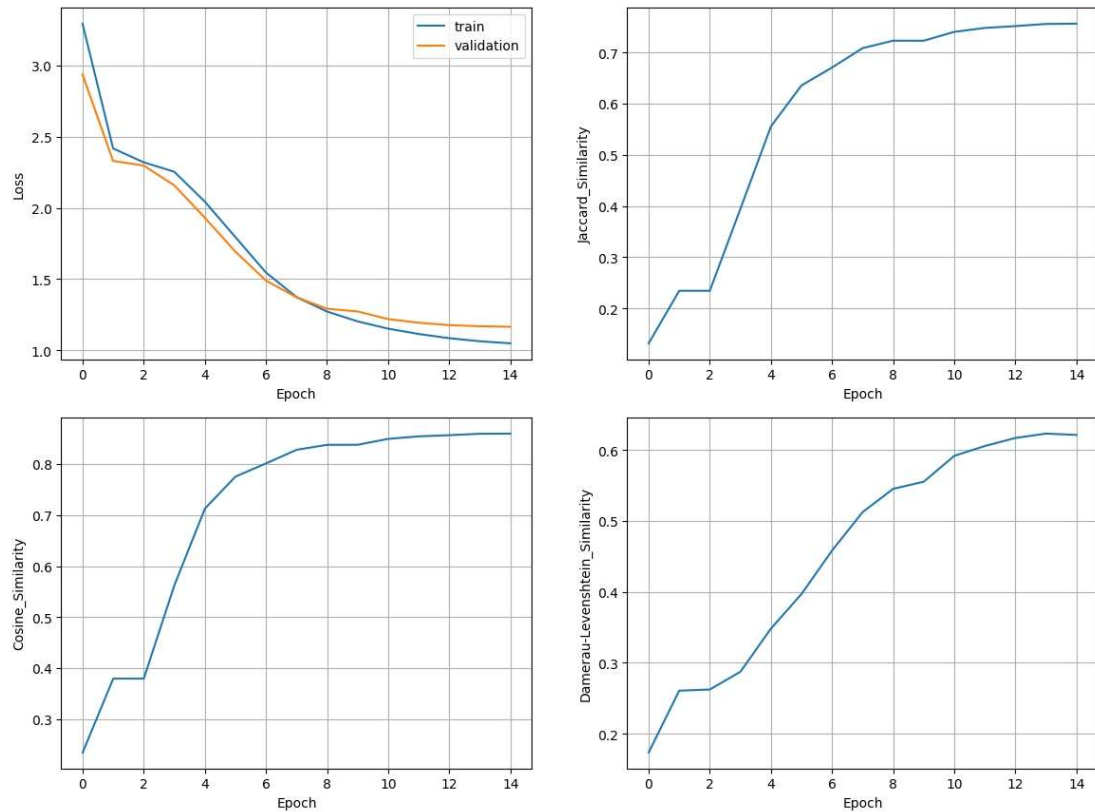 train
validation
3.0
2.5
2.0
1.5
1.0
Loss
0 2 4 6 8 10 12 14
Epoch
0.7
0.6
0.5
0.4
0.3
0.2
Jaccard_Similarity
0 2 4 6 8 10 12 14
Epoch
0.8
0.7
0.6
0.5
0.4
0.3
Cosine_Similarity
0 2 4 6 8 10 12 14
Epoch
0.6
0.5
0.4
0.3
0.2
Damerau-Levenshtein_Similarity
0 2 4 6 8 10 12 14
Epoch